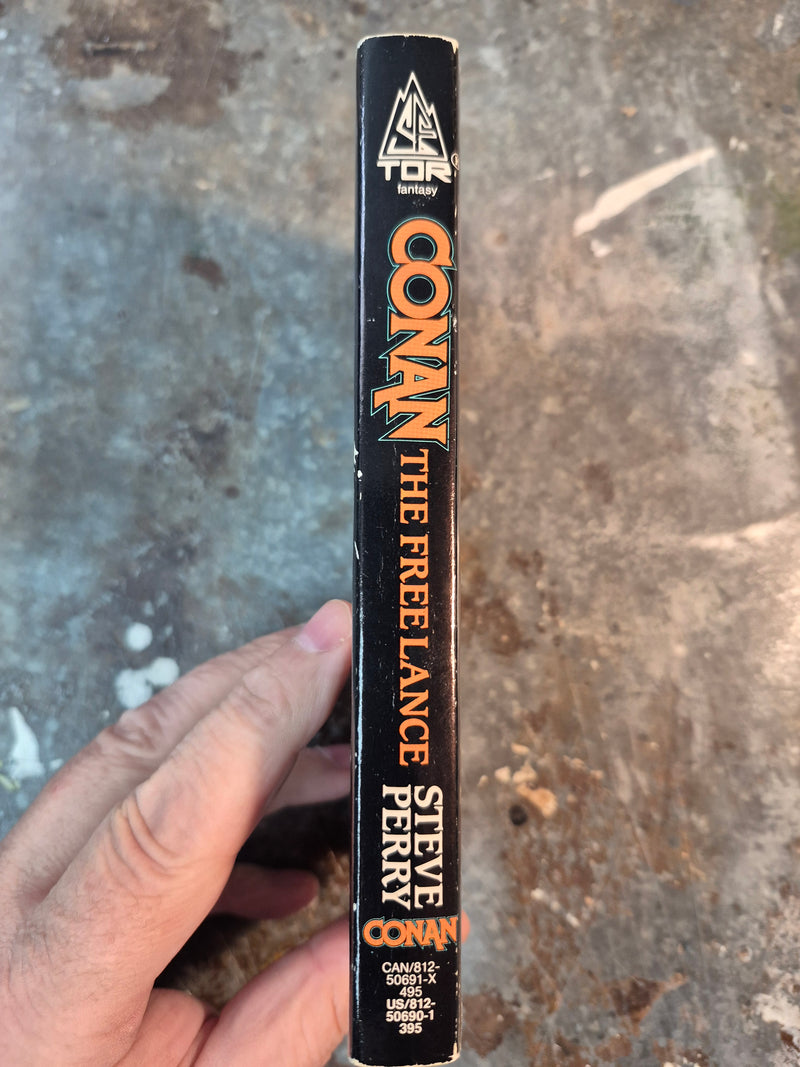 TOR
®
fantasy
CONAN
THE FREE LANCE
STEVE
PERRY
CONAN
CAN/812-
50691-X
495
US/812-
50690-1
395